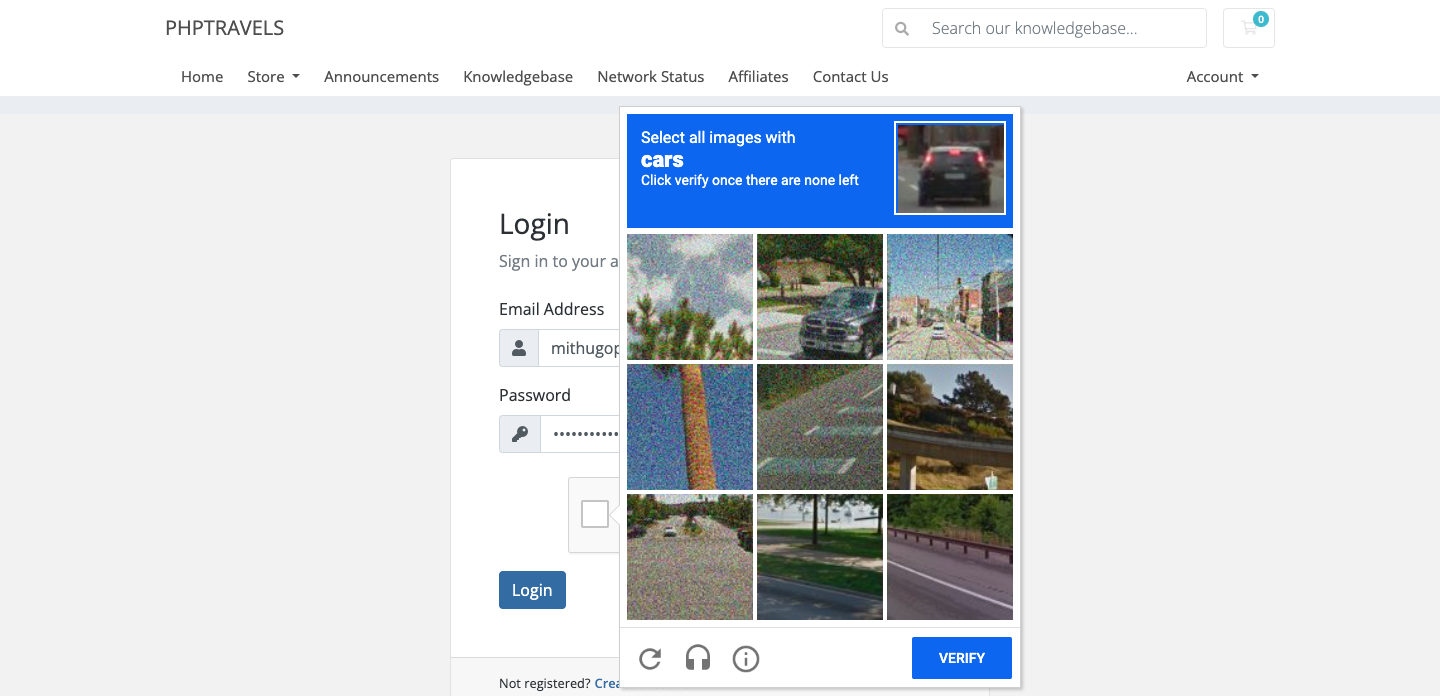 PHPTRAVELS
Search our knowledgebase...
0
Home
Store
Announcements
Knowledgebase
Network Status
Affiliates
Contact Us
Account
Login
Sign in to your a
Email Address
mithugop
Password
Login
Not registered? Crea
Select all images with
cars
Click verify once there are none left
VERIFY